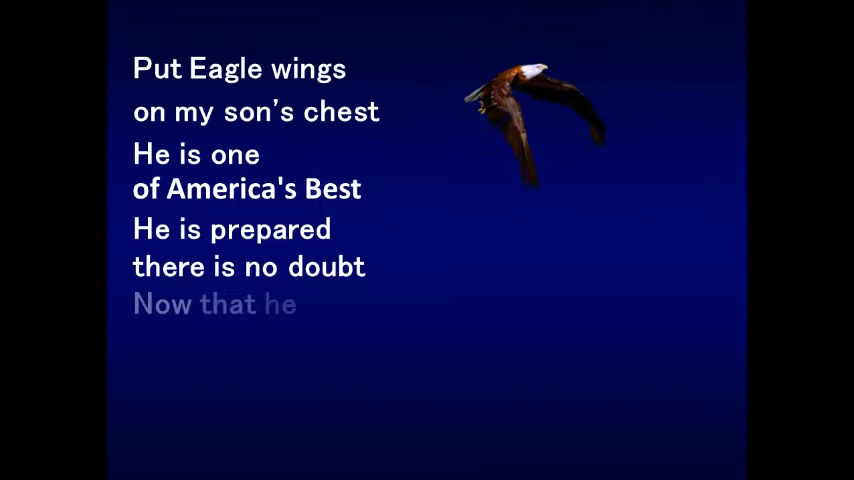 Put Eagle wings
on my son's chest
He is one
of America's Best
He is prepared
there is no doubt
Now that he